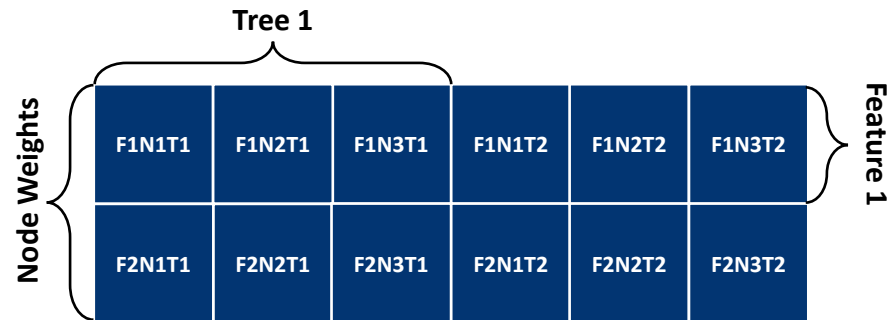 Tree 1
Node Weights
F1N1T1 F1N2T1 F1N3T1 F1N1T2 F1N2T2 F1N3T2
Feature 1
F2N1T1 F2N2T1 F2N3T1 F2N1T2 F2N2T2 F2N3T2